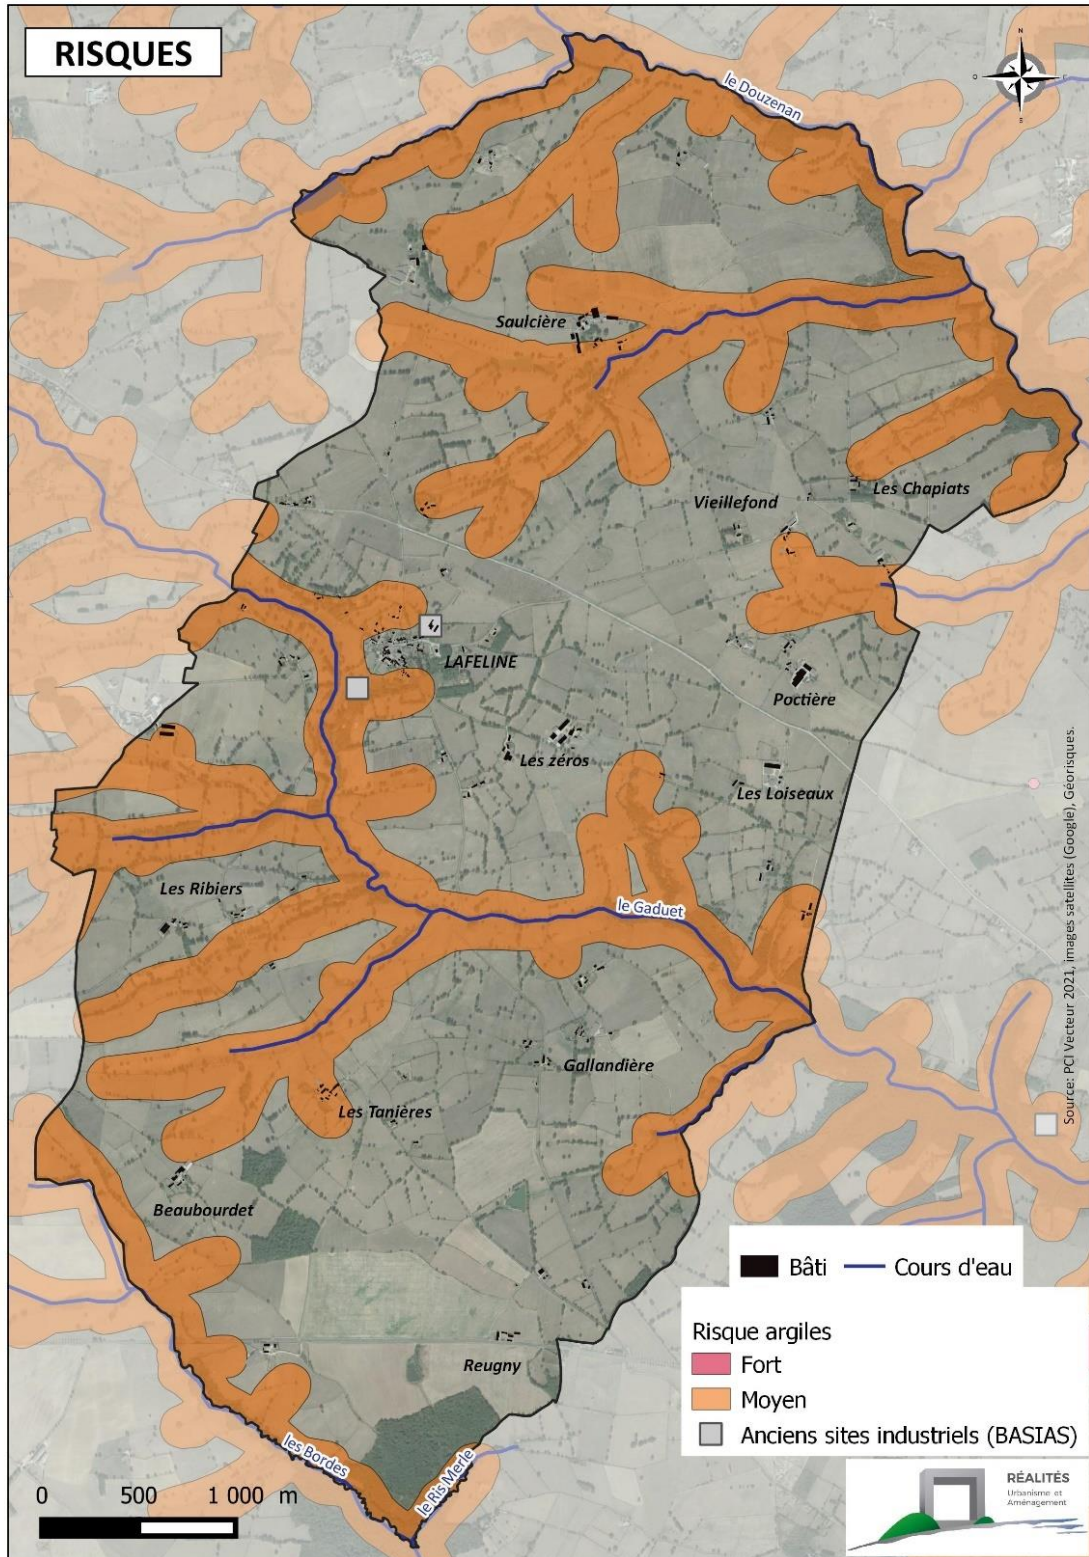 RISQUES
N
O
E
S
le Douzenan
Saulcière
Les Chapiats
Vieillefond
LAFELINE
Poctière
Les zéros
Les Loiseaux
Les Ribiers
le Gaduet
Gallandière
Les Tanières
Beaubourdet
Reugny
les Bordes
le Ris Merle
Source: PCI Vecteur 2021, images satellites (Google), Géorisques.
Bâti
Cours d'eau
Risque argiles
Fort
Moyen
Anciens sites industriels (BASIAS)
0 500 1 000 m
RÉALITÉS
Urbanisme et
Aménagement